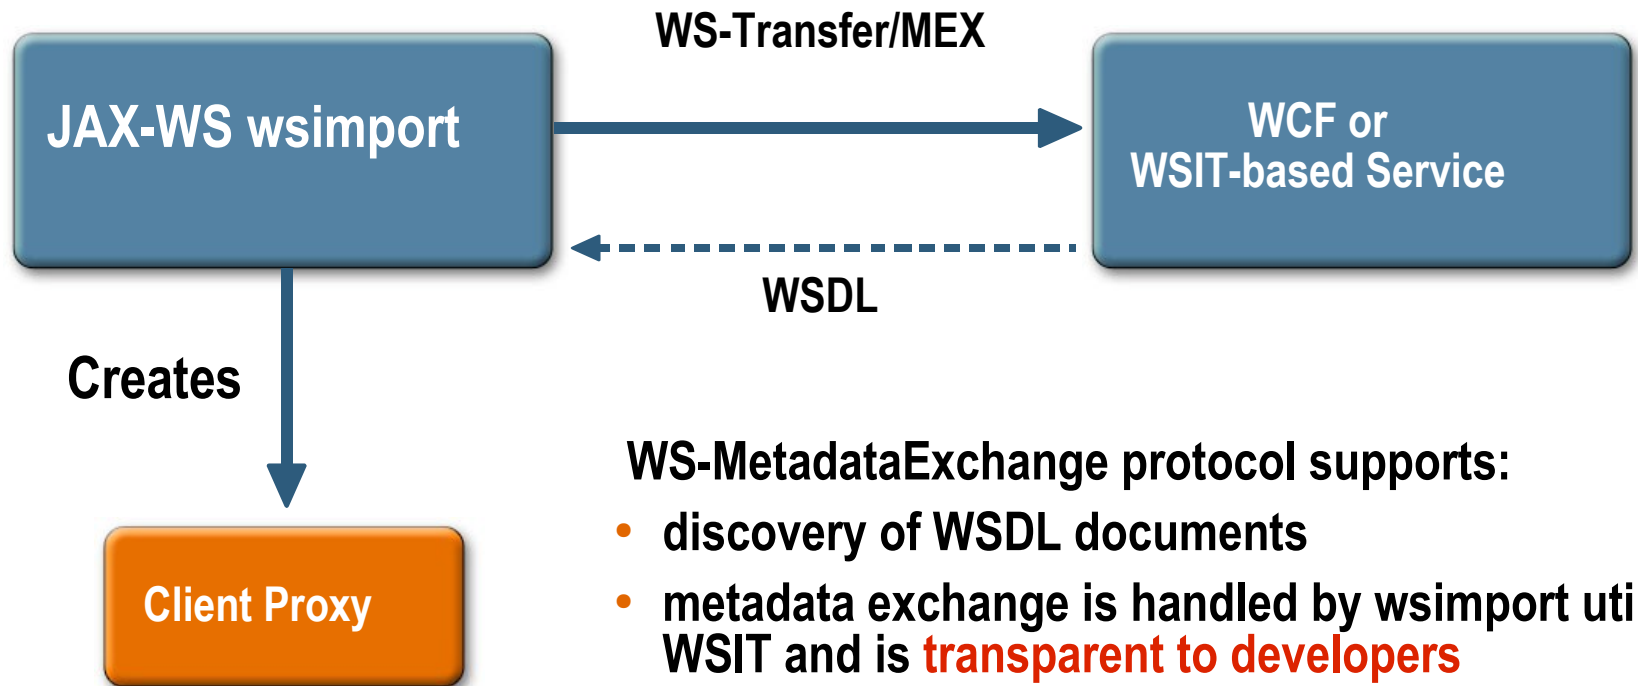 WS-Transfer/MEX
JAX-WS wsimport
WCF or
WSIT-based Service
WSDL
Creates
Client Proxy
WS-MetadataExchange protocol supports:
• discovery of WSDL documents
• metadata exchange is handled by wsimport uti
WSIT and is transparent to developers